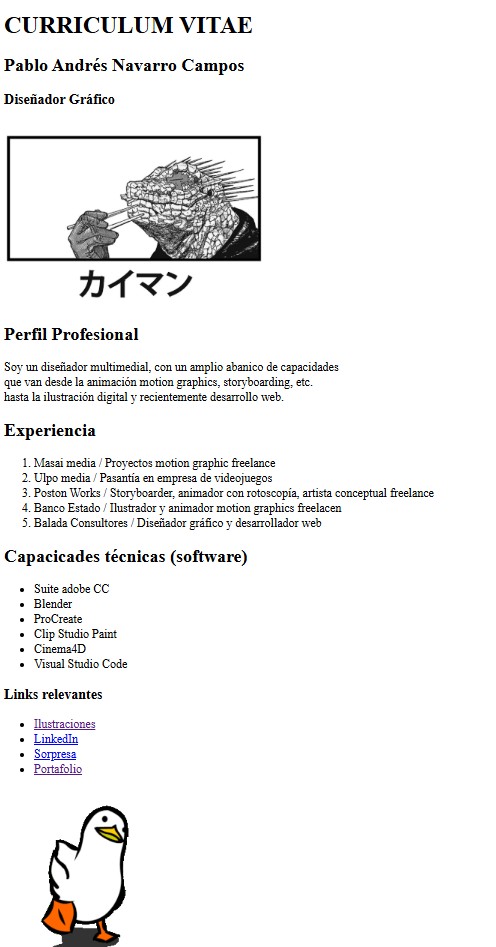 CURRICULUM VITAE
Pablo Andrés Navarro Campos
Diseñador Gráfico
カイマン
Perfil Profesional
Soy un diseñador multimedial, con un amplio abanico de capacidades
que van desde la animación motion graphics, storyboarding, etc.
hasta la ilustración digital y recientemente desarrollo web.
Experiencia
1. Masai media / Proyectos motion graphic freelance
2. Ulpo media / Pasantía en empresa de videojuegos
3. Poston Works / Storyboarder, animador con rotoscopía, artista conceptual freelance
4. Banco Estado / Ilustrador y animador motion graphics freelacen
5. Balada Consultores / Diseñador gráfico y desarrollador web
Capacicades técnicas (software)
• Suite adobe CC
• Blender
• ProCreate
• Clip Studio Paint
• Cinema4D
• Visual Studio Code
Links relevantes
• Ilustraciones
• LinkedIn
• Sorpresa
• Portafolio